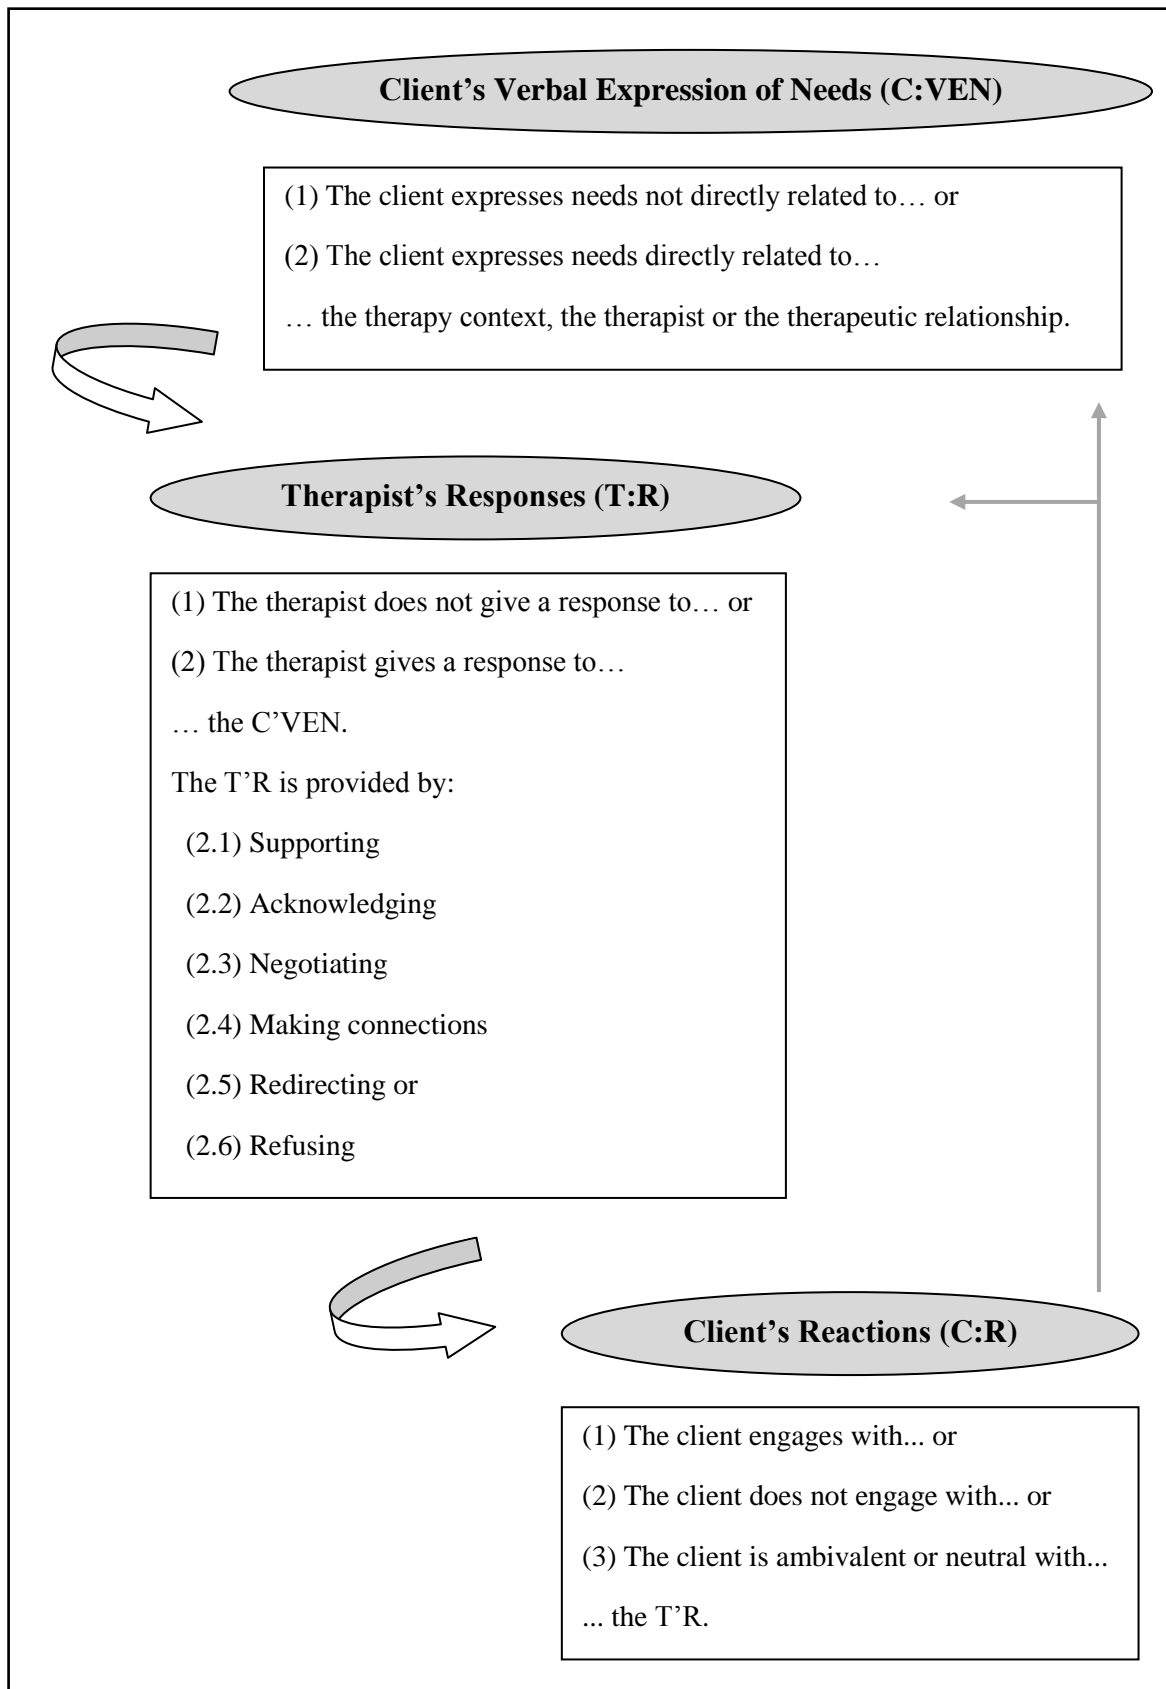 Client’s Verbal Expression of Needs (C:VEN)
(1) The client expresses needs not directly related to… or
(2) The client expresses needs directly related to…
… the therapy context, the therapist or the therapeutic relationship.
Therapist’s Responses (T:R)
(1) The therapist does not give a response to… or
(2) The therapist gives a response to…
… the C’VEN.
The T’R is provided by:
(2.1) Supporting
(2.2) Acknowledging
(2.3) Negotiating
(2.4) Making connections
(2.5) Redirecting or
(2.6) Refusing
Client’s Reactions (C:R)
(1) The client engages with... or
(2) The client does not engage with... or
(3) The client is ambivalent or neutral with...
... the T’R.